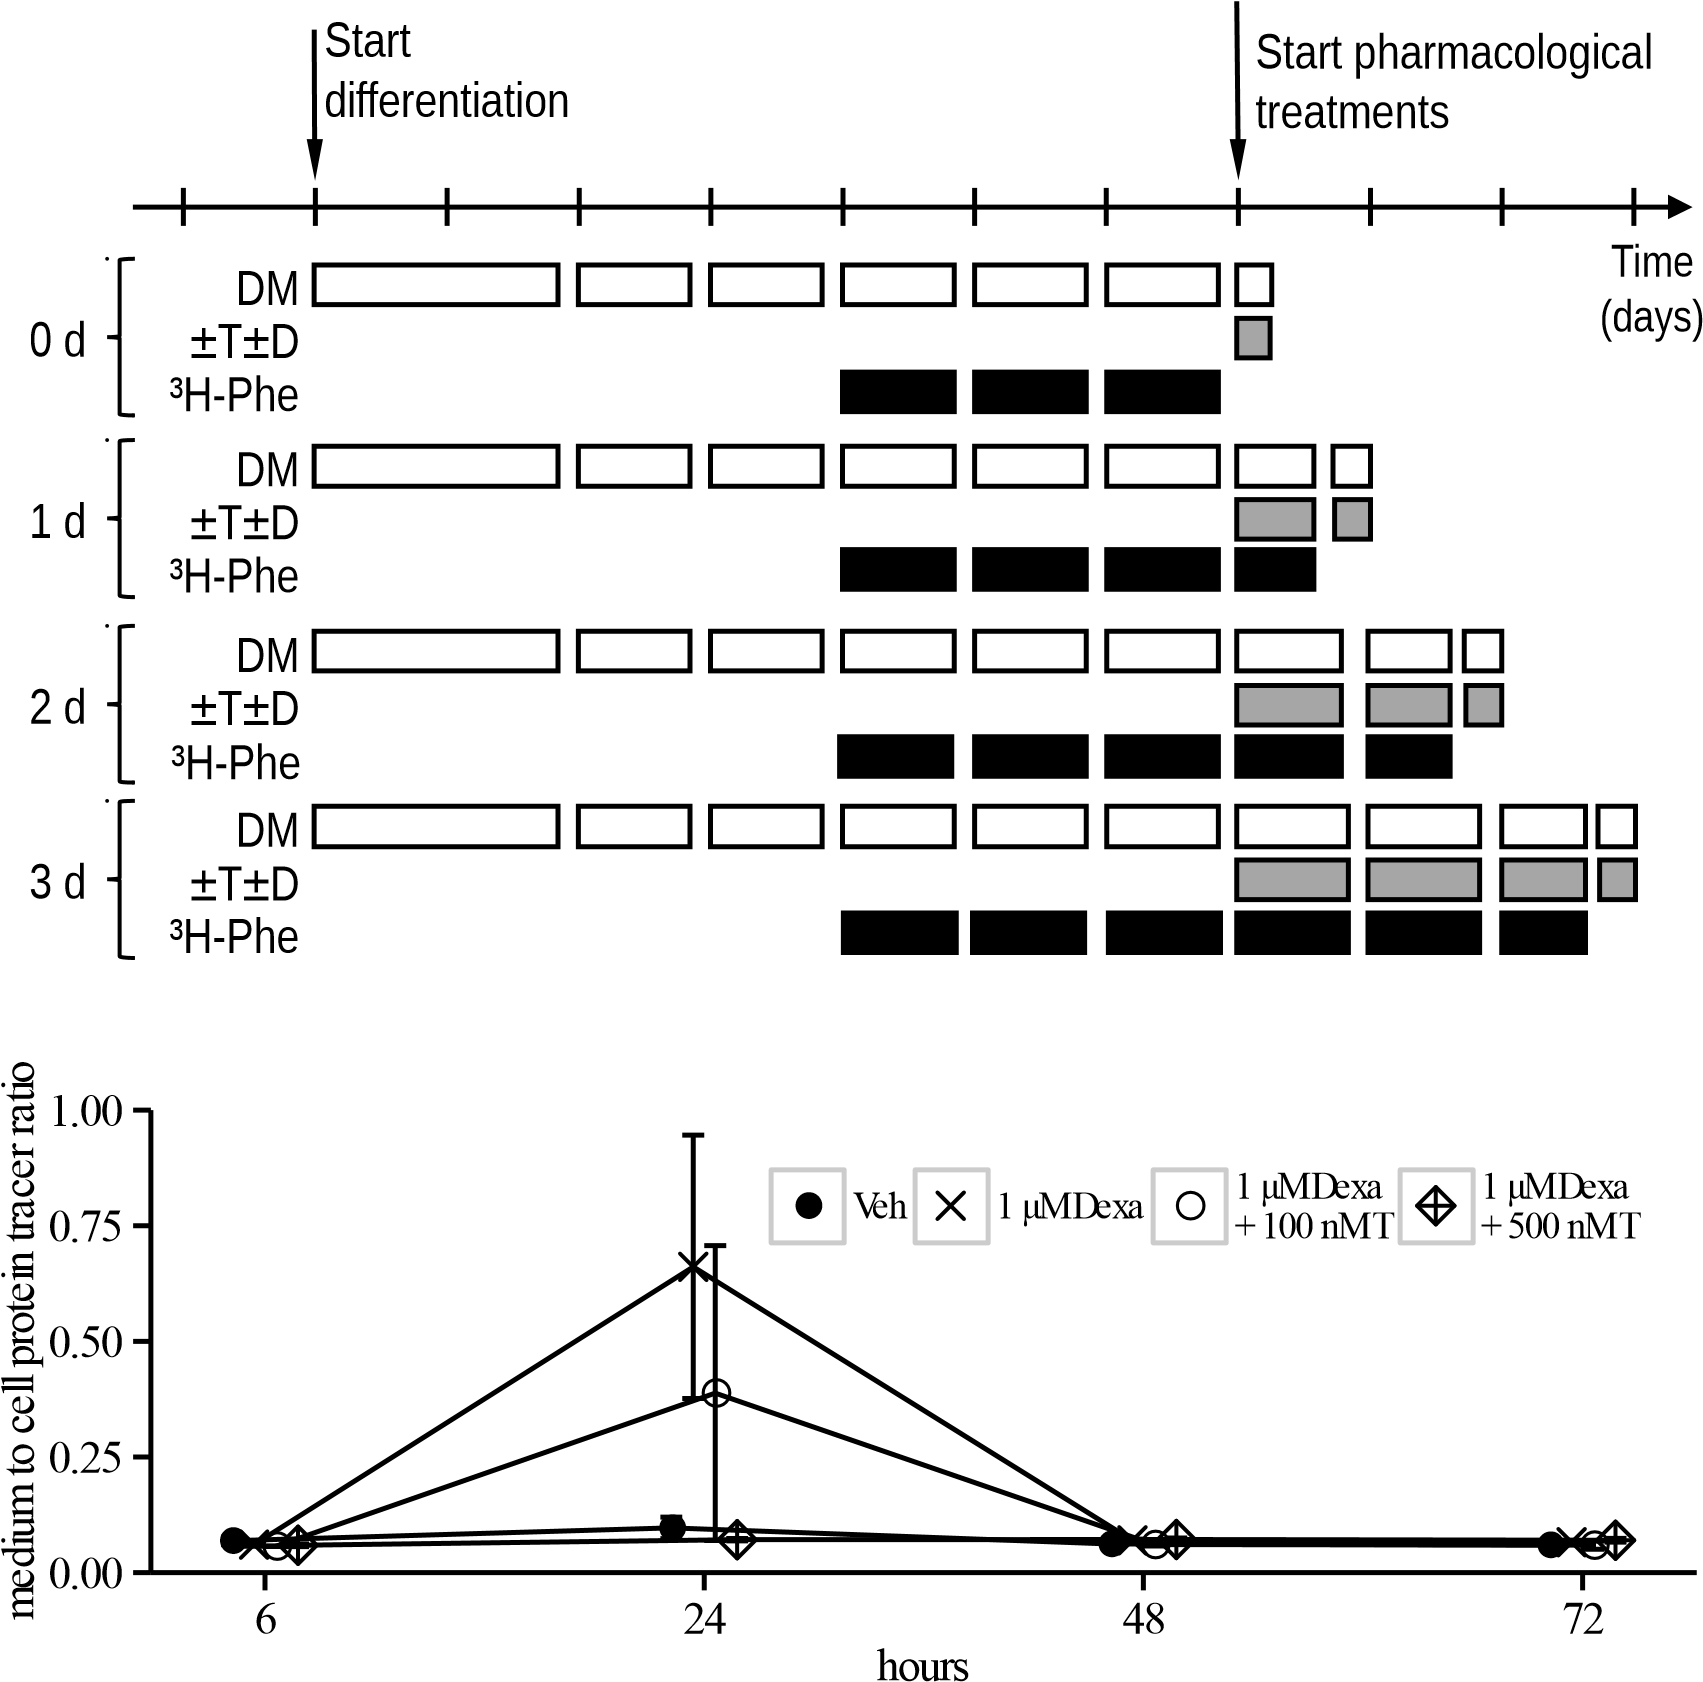 Start
differentiation
Start pharmacological
treatments
Time
(days)
0 d
DM
±T±D
³H-Phe
1 d
DM
±T±D
³H-Phe
2 d
DM
±T±D
³H-Phe
3 d
DM
±T±D
³H-Phe
medium to cell protein tracer ratio
1.00
0.75
0.50
0.25
0.00
Veh
1 µMDexa
1 µMDexa
+ 100 nMT
1 µMDexa
+ 500 nMT
6
24
48
72
hours